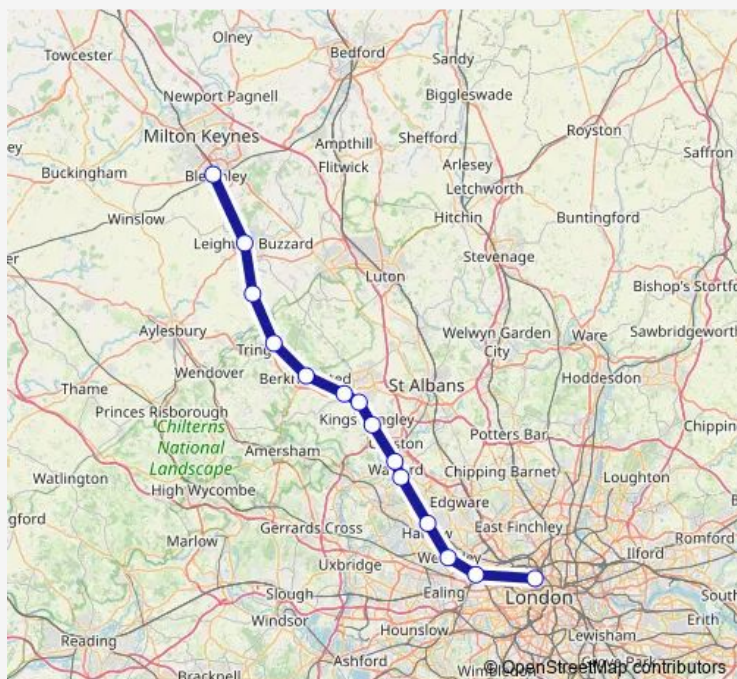 Olney
Towcester
Bedford
Sandy
Newport Pagnell
Biggleswade
Milton Keynes
Royston
Ampthill
Shefford
Saffron
Flitwick
Arlesey
Buckingham
Letchworth
Winslow
Hitchin
Buntingford
Buzzard
Stevenage
Luton
Bishop's Stortfo
Aylesbury
Welwyn Garden
City
Ware
Sawbridgeworth
Wendover
Hoddesdon
Thame
St Albans
Princes Risborough
Chilterns
National
Landscape
Potters Bar
Chippin
Amersham
Watlington
Chipping Barnet
High Wycombe
Loughton
Edgware
Gerrards Cross
East Finchley
Marlow
Romford
Ilford
Uxbridge
Slough
Ealing
London
Windsor
Hounslow
Erith
Reading
Lewisham
Ashford
Bracknell
© OpenStreetMap contributors